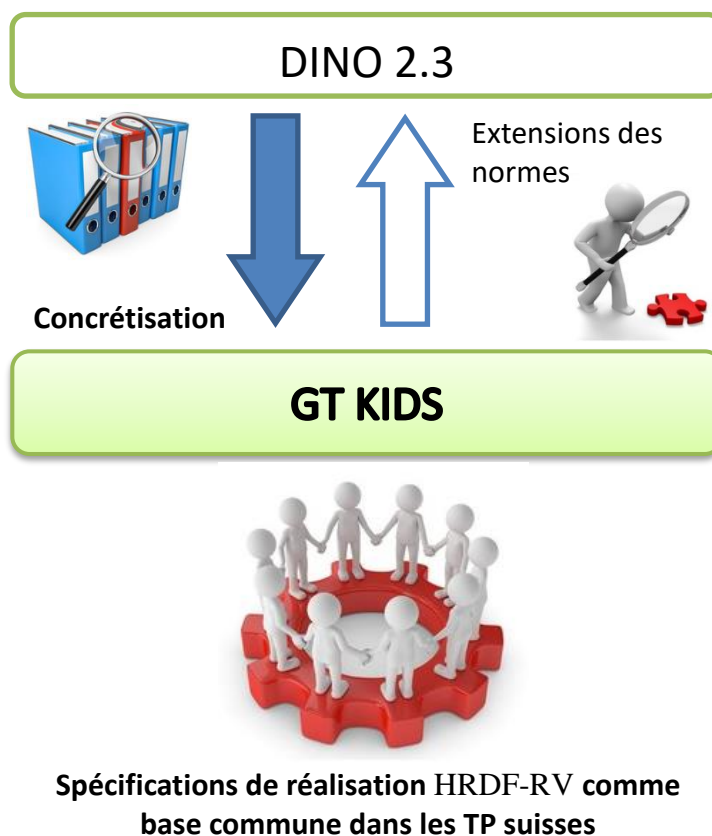 DINO 2.3
Extensions des
normes
Concrétisation
GT KIDS
Spécifications de réalisation HRDF-RV comme
base commune dans les TP suisses